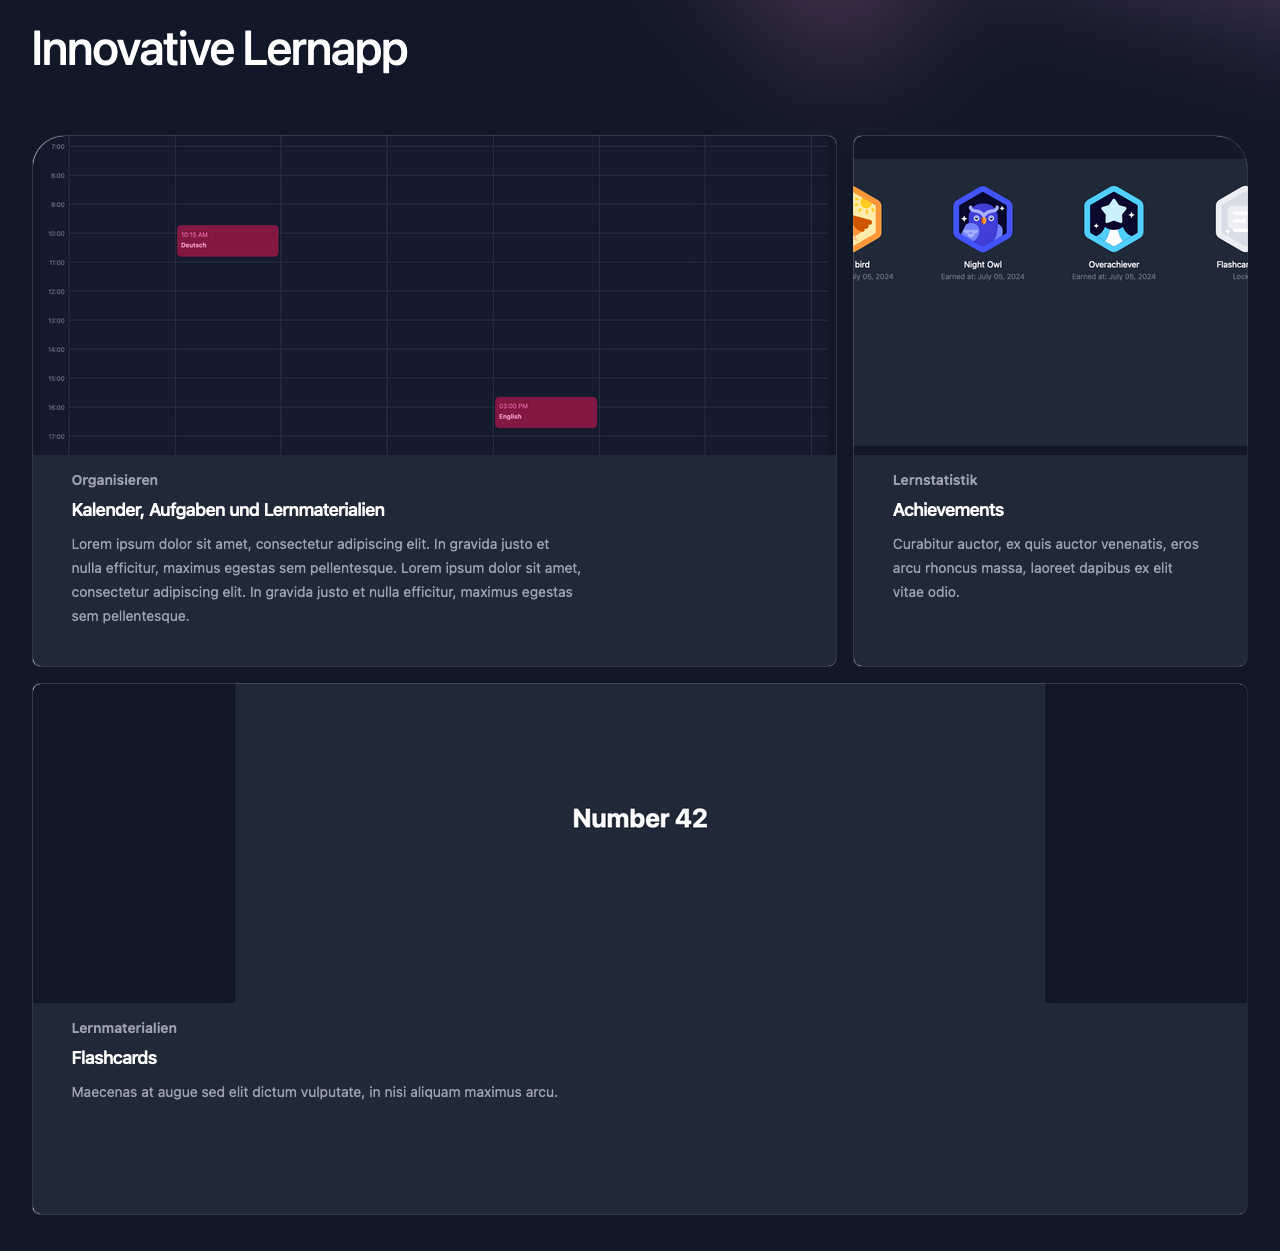 Innovative Lernapp
7:00
8:00
9:00
10:00
11:00
12:00
13:00
14:00
15:00
16:00
17:00
10:15 AM
Deutsch
03:00 PM
English
bird
Night Owl
Overachiever
Flashcar
ly 05, 2024
Earned at: July 05, 2024
Earned at: July 05, 2024
Lock
Organisieren
Kalender, Aufgaben und Lernmaterialien
Lorem ipsum dolor sit amet, consectetur adipiscing elit. In gravida justo et
nulla efficitur, maximus egestas sem pellentesque. Lorem ipsum dolor sit amet,
consectetur adipiscing elit. In gravida justo et nulla efficitur, maximus egestas
sem pellentesque.
Lernstatistik
Achievements
Curabitur auctor, ex quis auctor venenatis, eros
arcu rhoncus massa, laoreet dapibus ex elit
vitae odio.
Number 42
Lernmaterialien
Flashcards
Maecenas at augue sed elit dictum vulputate, in nisi aliquam maximus arcu.